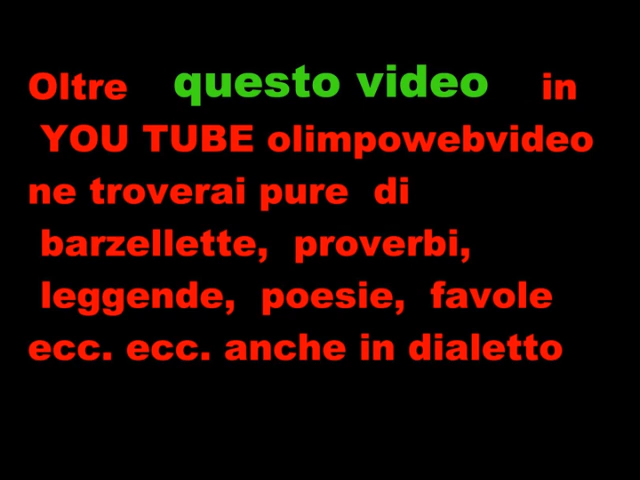 Oltre questo video in
YOU TUBE olimpowebvideo
ne troverai pure di
barzellette, proverbi,
leggende, poesie, favole
ecc. ecc. anche in dialetto